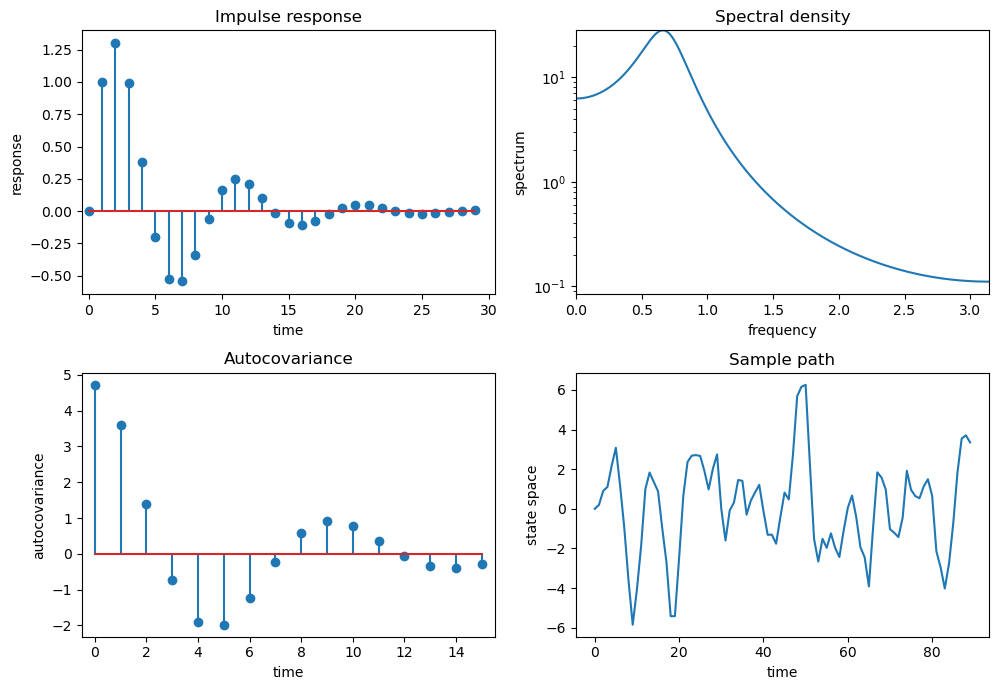 Impulse response
1.25
1.00
0.75
0.50
0.25
0.00
−0.25
−0.50
response
0 5 10 15 20 25 30
time
Spectral density
10¹
10⁰
10⁻¹
spectrum
0.0 0.5 1.0 1.5 2.0 2.5 3.0
frequency
Autocovariance
5
4
3
2
1
0
−1
−2
autocovariance
0 2 4 6 8 10 12 14
time
Sample path
6
4
2
0
−2
−4
−6
state space
0 20 40 60 80
time